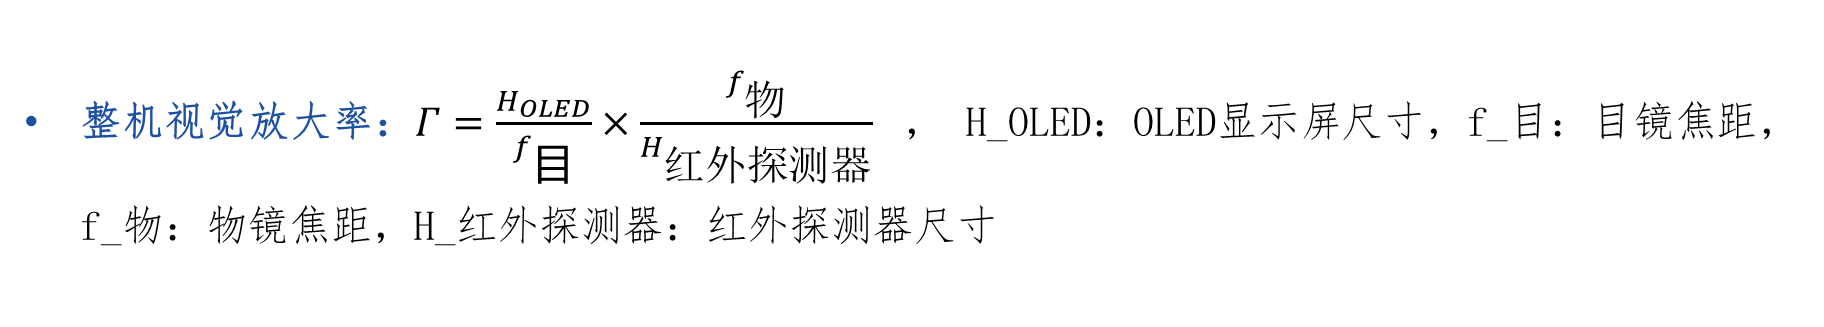 • 整机视觉放大率：Γ = H_OLED/f_目 × f_物/H_红外探测器 ， H_OLED：OLED显示屏尺寸，f_目：目镜焦距，
f_物：物镜焦距，H_红外探测器：红外探测器尺寸